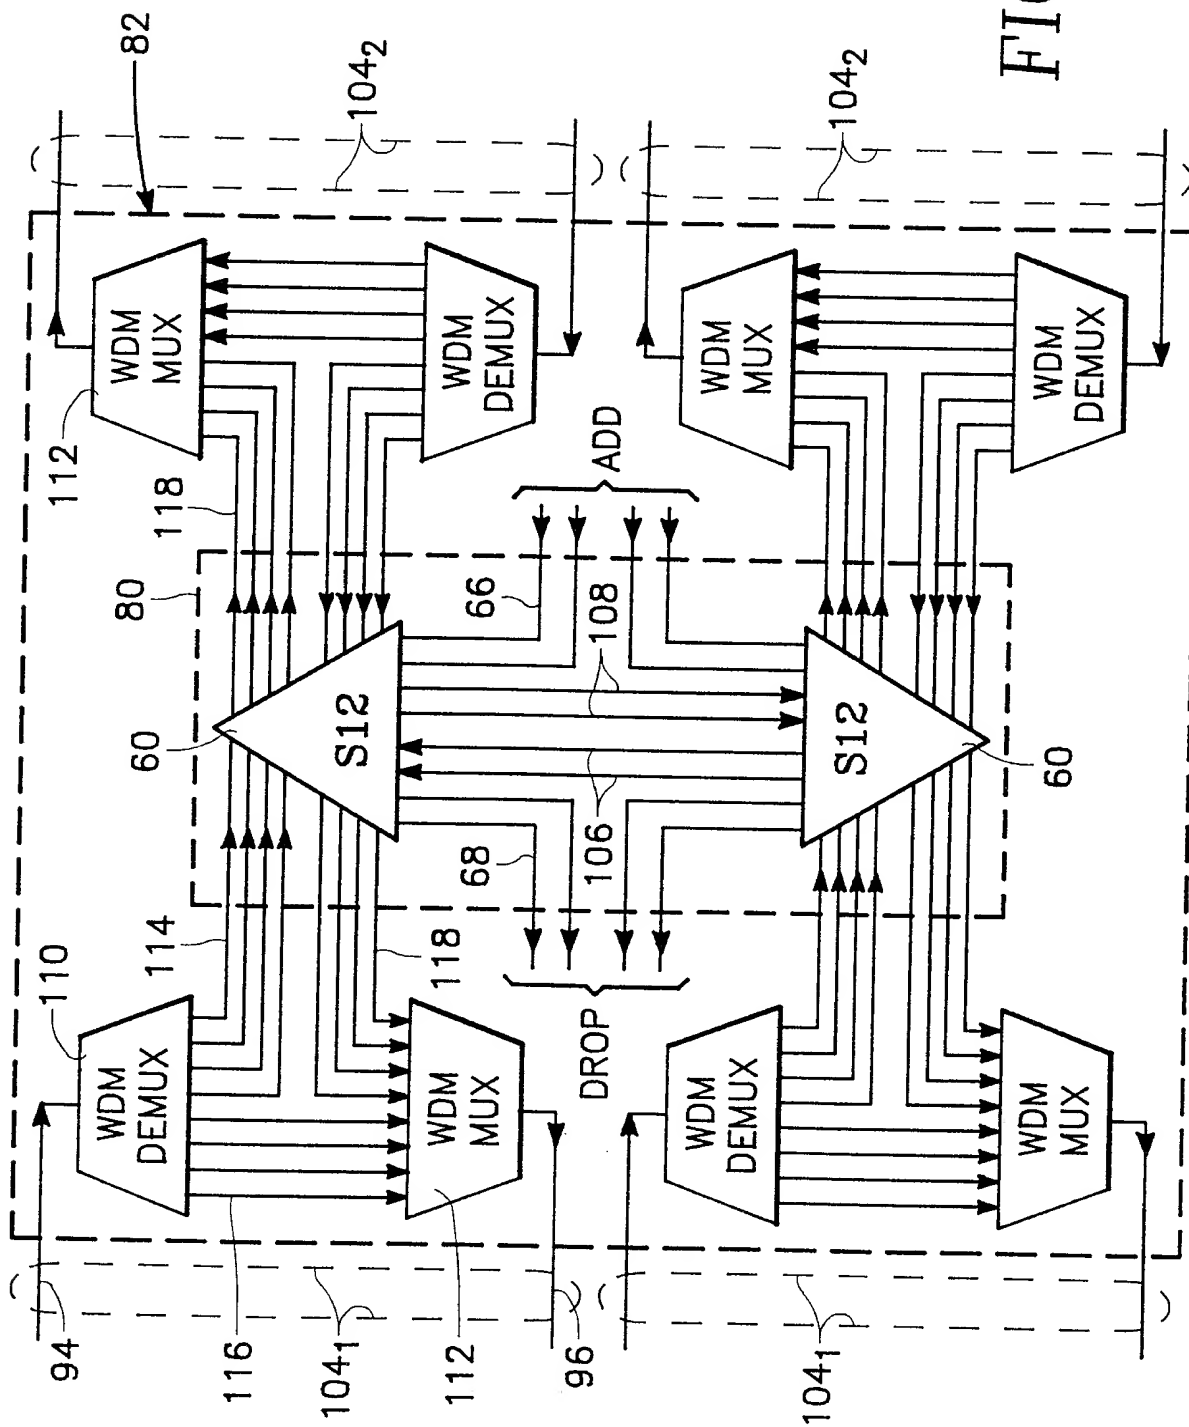 94
110
112
82
WDM
DEMUX
WDM
MUX
114
118
80
60
116
104₁
104₂
S12
118
112
WDM
MUX
WDM
DEMUX
68
66
96
DROP
106
108
ADD
WDM
DEMUX
WDM
MUX
104₁
104₂
S12
60
WDM
MUX
WDM
DEMUX
FIG